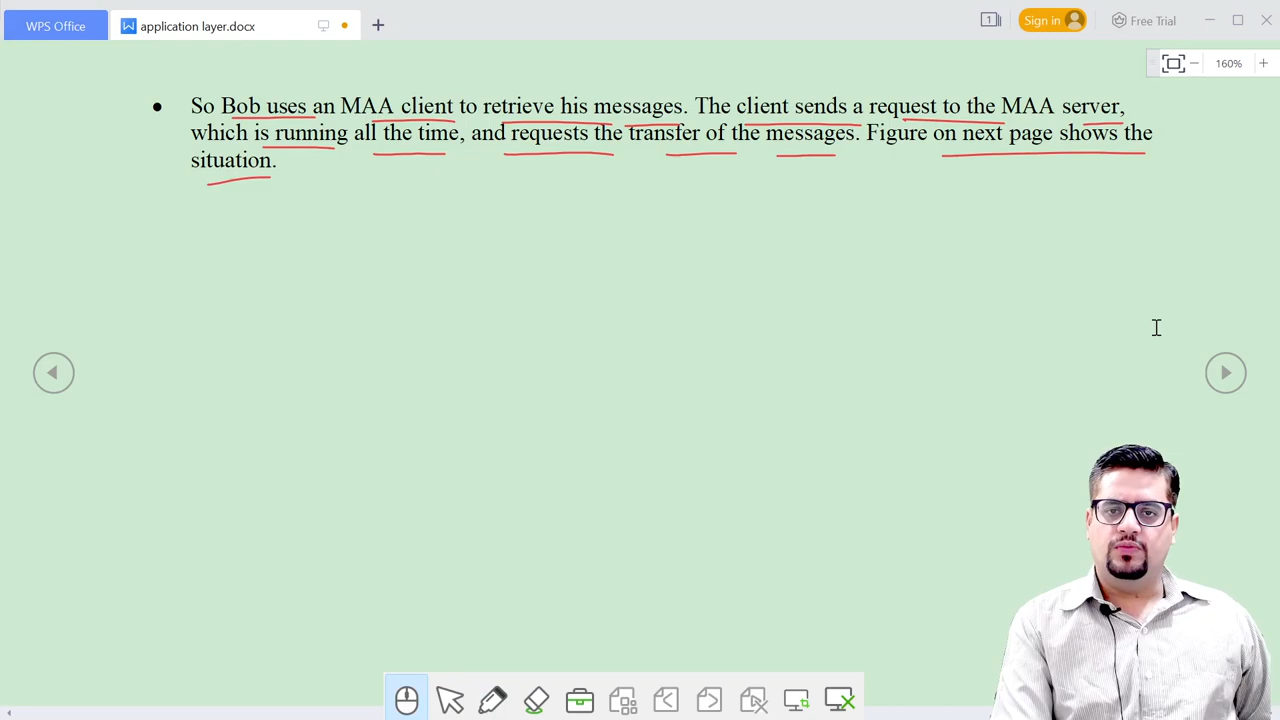 WPS Office
application layer.docx
1
Sign in
Free Trial
160%
• So Bob uses an MAA client to retrieve his messages. The client sends a request to the MAA server,
which is running all the time, and requests the transfer of the messages. Figure on next page shows the
situation.